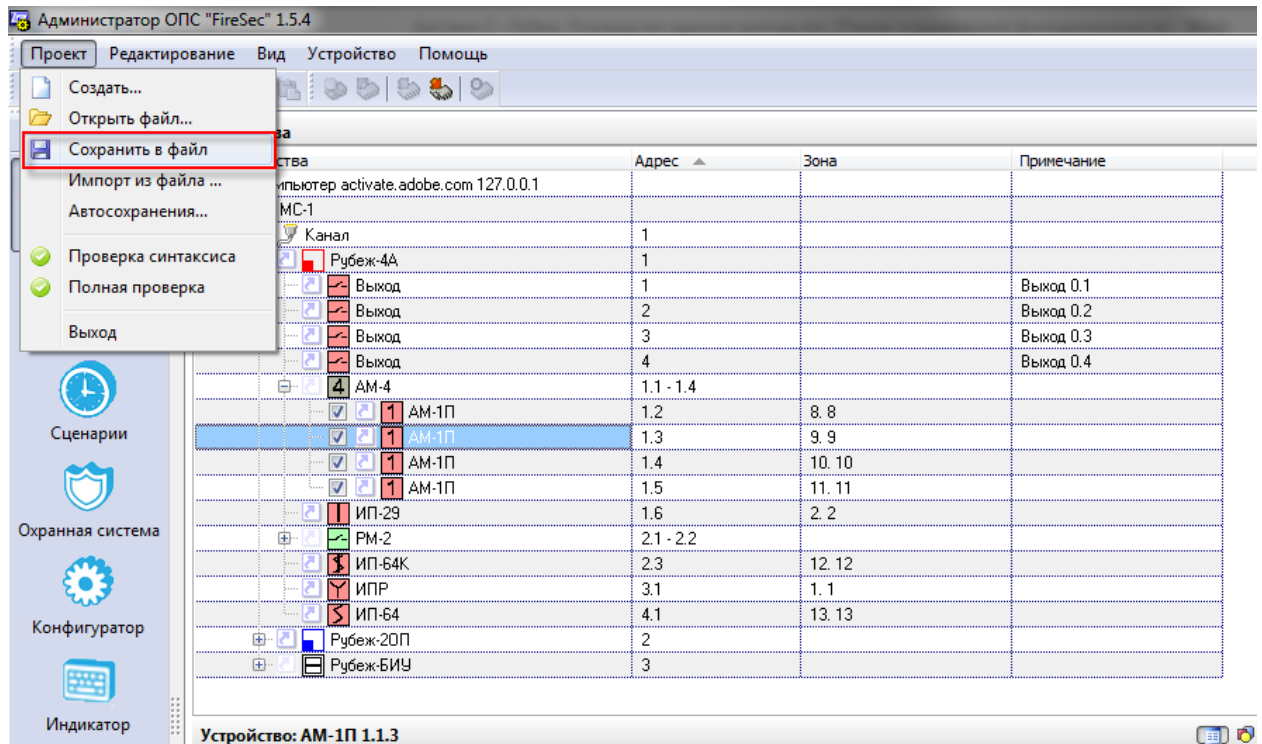 Администратор ОПС "FireSec" 1.5.4
Проект Редактирование Вид Устройство Помощь
Создать...
Открыть файл...
Сохранить в файл
Импорт из файла ...
Автосохранения...
Проверка синтаксиса
Полная проверка
Выход
ва
ства Адрес Зона Примечание
мпьютер activate.adobe.com 127.0.0.1
МС-1
Канал 1
Рубеж-4А 1
Выход 1 Выход 0.1
Выход 2 Выход 0.2
Выход 3 Выход 0.3
Выход 4 Выход 0.4
4 АМ-4 1.1 - 1.4
1 АМ-1П 1.2 8. 8
1 АМ-1П 1.3 9. 9
1 АМ-1П 1.4 10. 10
1 АМ-1П 1.5 11. 11
ИП-29 1.6 2. 2
РМ-2 2.1 - 2.2
ИП-64К 2.3 12. 12
ИПР 3.1 1. 1
ИП-64 4.1 13. 13
Рубеж-2ОП 2
Рубеж-БИУ 3
Сценарии
Охранная система
Конфигуратор
Индикатор
Устройство: АМ-1П 1.1.3